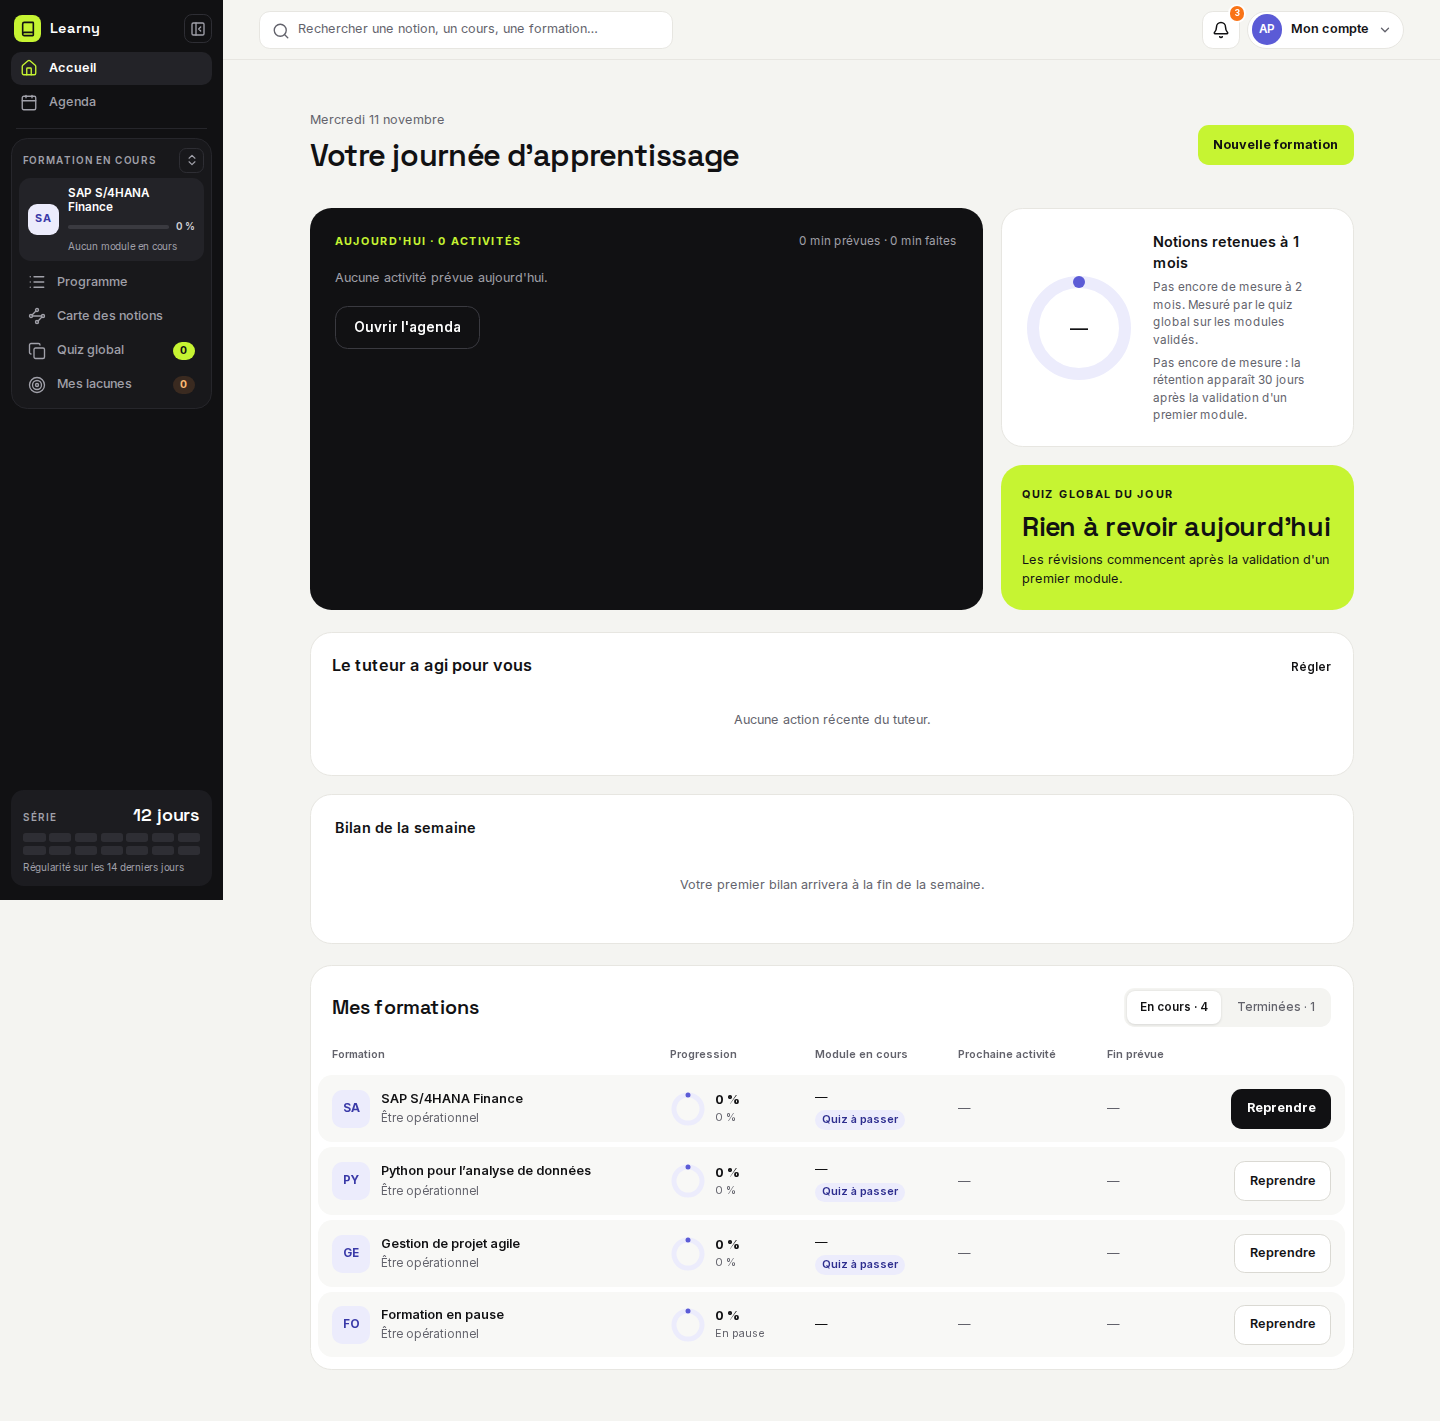 Learny
Accueil
Agenda
FORMATION EN COURS
SA
SAP S/4HANA
Finance
0 %
Aucun module en cours
Programme
Carte des notions
Quiz global
0
Mes lacunes
0
SÉRIE
12 jours
Régularité sur les 14 derniers jours
Rechercher une notion, un cours, une formation...
3
AP
Mon compte
Mercredi 11 novembre
Votre journée d'apprentissage
Nouvelle formation
AUJOURD'HUI · 0 ACTIVITÉS
0 min prévues · 0 min faites
Aucune activité prévue aujourd'hui.
Ouvrir l'agenda
—
Notions retenues à 1
mois
Pas encore de mesure à 2
mois. Mesuré par le quiz
global sur les modules
validés.
Pas encore de mesure : la
rétention apparaît 30 jours
après la validation d'un
premier module.
QUIZ GLOBAL DU JOUR
Rien à revoir aujourd'hui
Les révisions commencent après la validation d'un
premier module.
Le tuteur a agi pour vous
Régler
Aucune action récente du tuteur.
Bilan de la semaine
Votre premier bilan arrivera à la fin de la semaine.
Mes formations
En cours · 4
Terminées · 1
Formation
Progression
Module en cours
Prochaine activité
Fin prévue
SA
SAP S/4HANA Finance
Être opérationnel
0 %
0 %
—
Quiz à passer
—
—
Reprendre
PY
Python pour l'analyse de données
Être opérationnel
0 %
0 %
—
Quiz à passer
—
—
Reprendre
GE
Gestion de projet agile
Être opérationnel
0 %
0 %
—
Quiz à passer
—
—
Reprendre
FO
Formation en pause
Être opérationnel
0 %
En pause
—
—
—
Reprendre